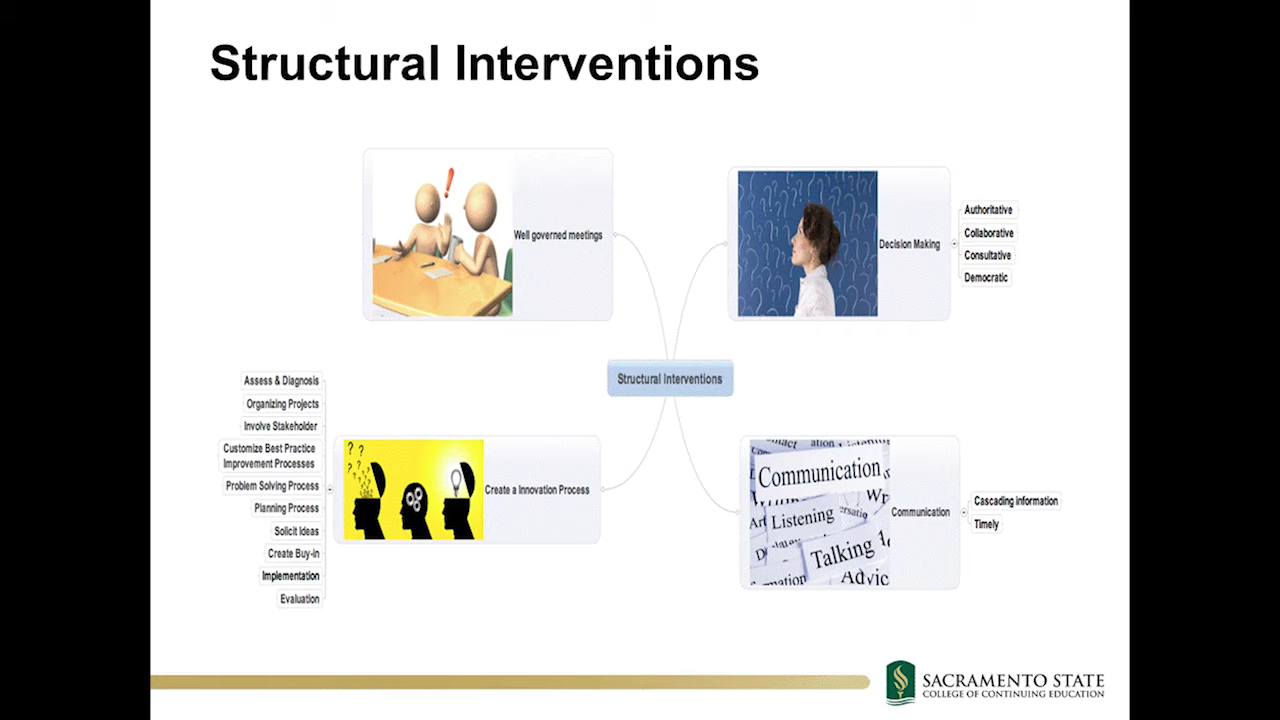 Structural Interventions
Well governed meetings
Decision Making
Authoritative
Collaborative
Consultative
Democratic
Structural Interventions
Assess & Diagnosis
Organizing Projects
Involve Stakeholder
Customize Best Practice
Improvement Processes
Problem Solving Process
Planning Process
Solicit Ideas
Create Buy-in
Implementation
Evaluation
Create a Innovation Process
Communication
Listening
Talking
Communication
Cascading information
Timely
SACRAMENTO STATE
COLLEGE OF CONTINUING EDUCATION